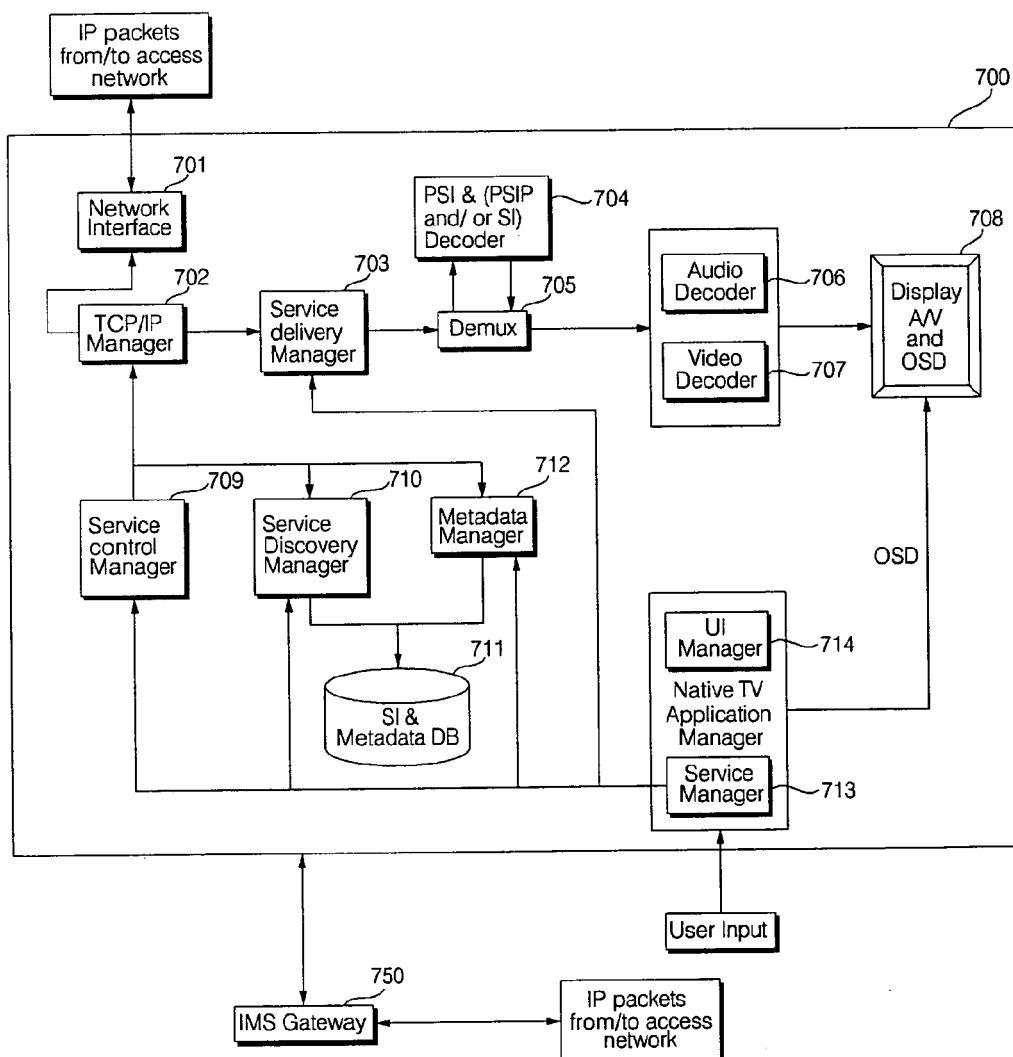 IP packets
from/to access
network
700
701
Network
Interface
702
TCP/IP
Manager
703
Service
delivery
Manager
PSI & (PSIP
and/ or SI)
Decoder
704
705
Demux
Audio
Decoder
706
Video
Decoder
707
708
Display
A/V
and
OSD
709
Service
control
Manager
710
Service
Discovery
Manager
712
Metadata
Manager
711
SI &
Metadata DB
OSD
UI
Manager
714
Native TV
Application
Manager
Service
Manager
713
User Input
750
IMS Gateway
IP packets
from/to access
network